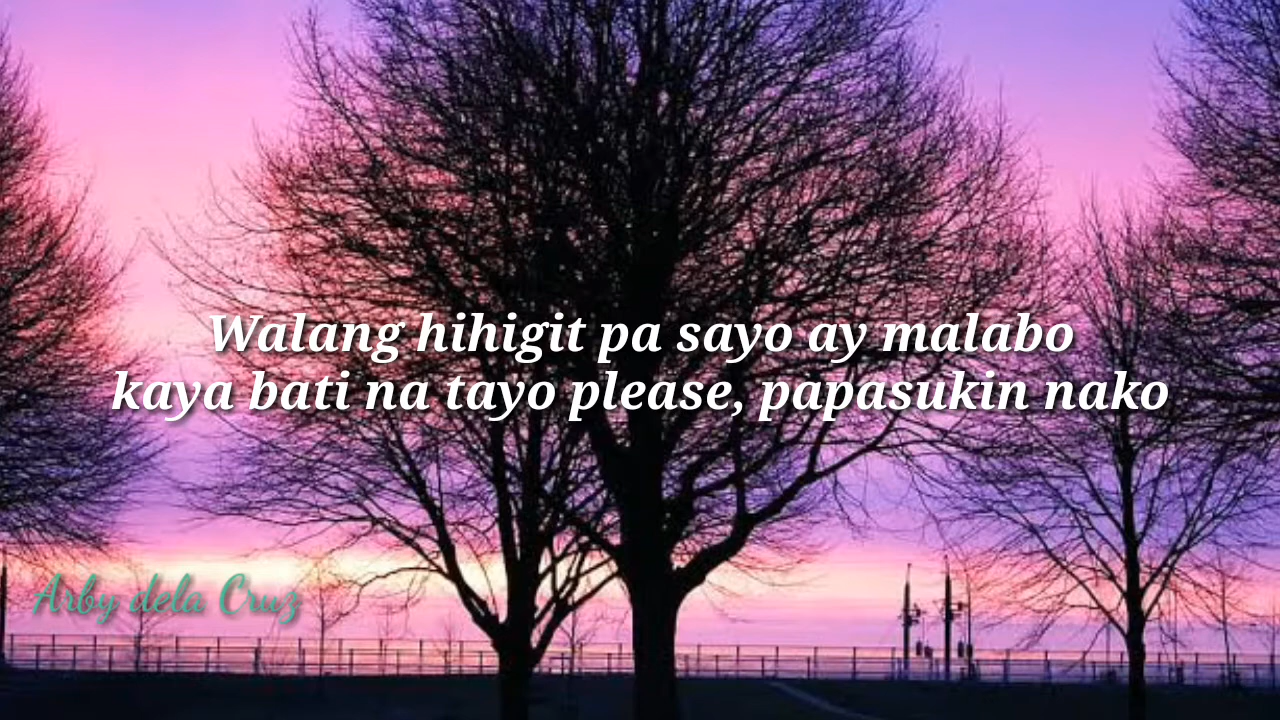 Walang hihigit pa sayo ay malabo
kaya bati na tayo please, papasukin nako
Arby dela Cruz